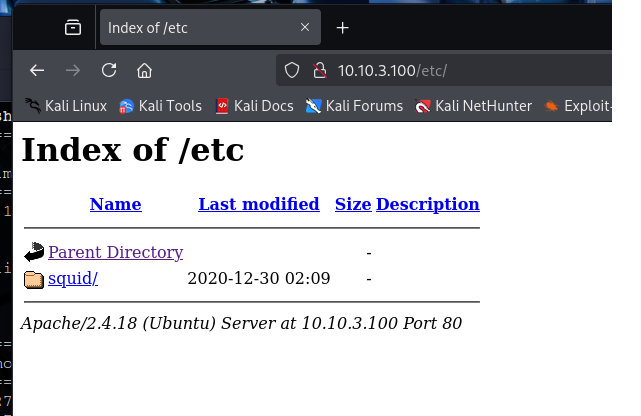 Index of /etc
10.10.3.100/etc/
Kali Linux Kali Tools Kali Docs Kali Forums Kali NetHunter Exploit-
Index of /etc
Name Last modified Size Description
Parent Directory -
squid/ 2020-12-30 02:09 -
Apache/2.4.18 (Ubuntu) Server at 10.10.3.100 Port 80